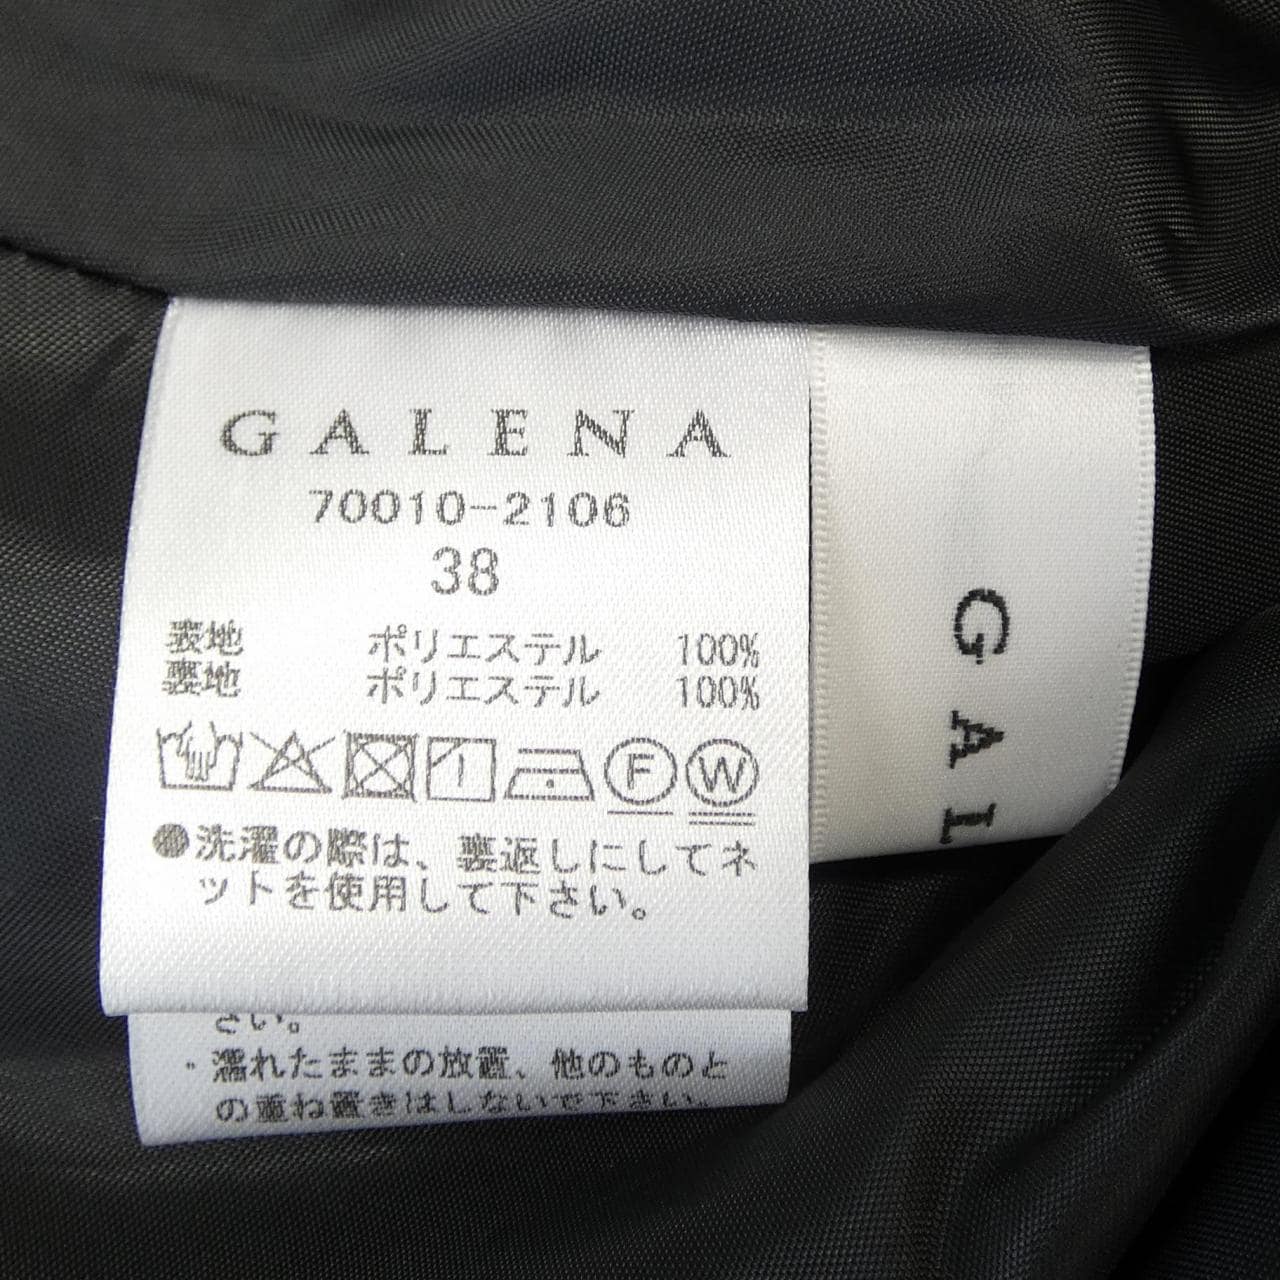 GALENA
70010-2106
38
表地 ポリエステル 100%
裏地 ポリエステル 100%
F W
●洗濯の際は、裏返しにしてネ
ットを使用して下さい。
さい。
・濡れたままの放置、他のものと
の重ね置きはしないで下さい。
GAL